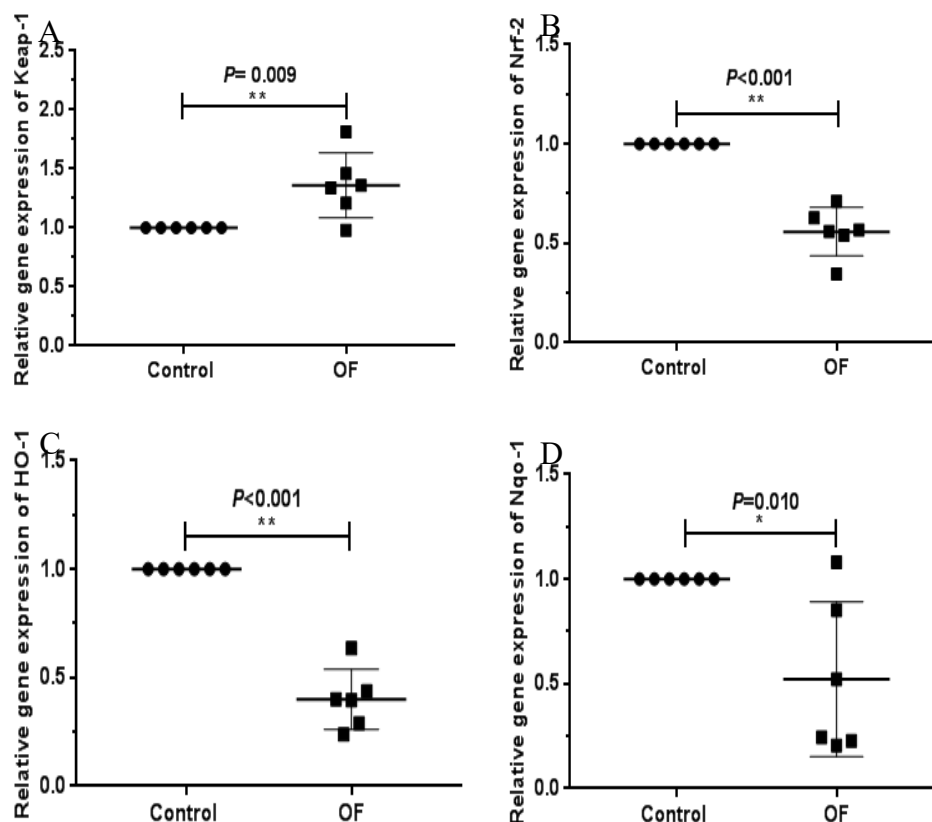 A
Relative gene expression of Keap-1
2.5
2.0
1.5
1.0
0.5
0.0
P= 0.009
**
Control
OF
B
Relative gene expression of Nrf-2
1.5
1.0
0.5
0.0
P<0.001
**
Control
OF
C
Relative gene expression of HO-1
1.5
1.0
0.5
0.0
P<0.001
**
Control
OF
D
Relative gene expression of Nqo-1
1.5
1.0
0.5
0.0
P=0.010
*
Control
OF